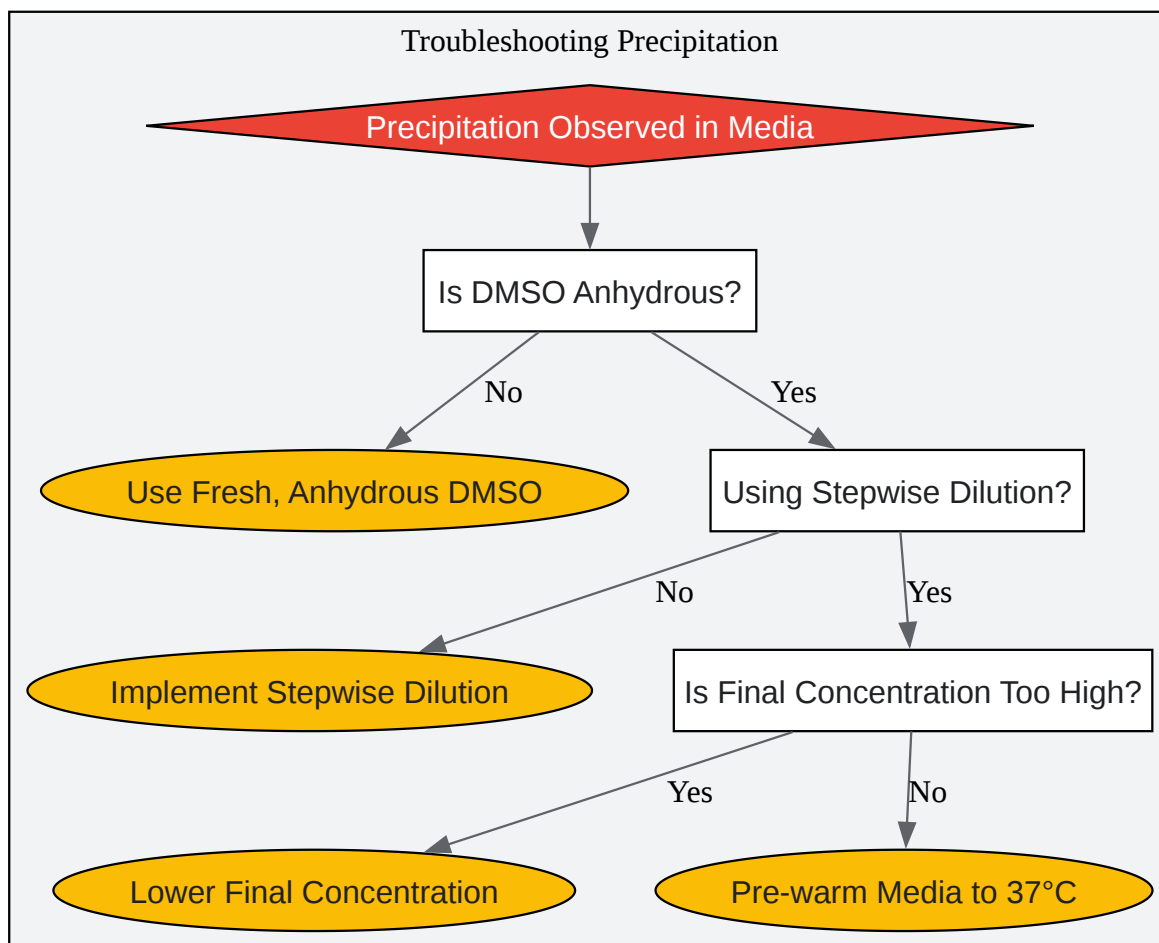 Troubleshooting Precipitation
Precipitation Observed in Media
Is DMSO Anhydrous?
No
Yes
Use Fresh, Anhydrous DMSO
Using Stepwise Dilution?
No
Yes
Implement Stepwise Dilution
Is Final Concentration Too High?
Yes
No
Lower Final Concentration
Pre-warm Media to 37°C